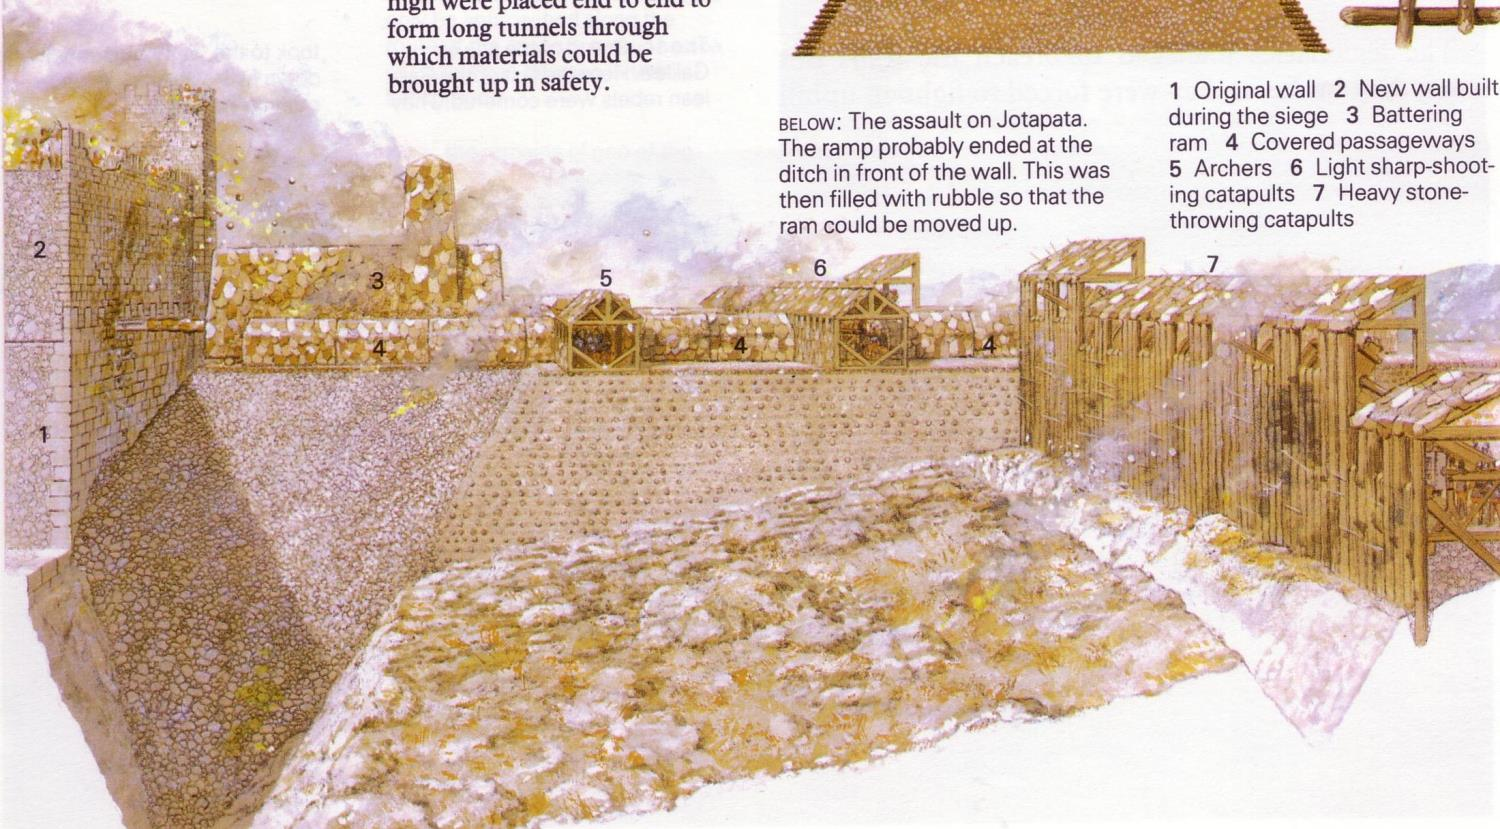 high were placed end to end to
form long tunnels through
which materials could be
brought up in safety.
BELOW: The assault on Jotapata.
The ramp probably ended at the
ditch in front of the wall. This was
then filled with rubble so that the
ram could be moved up.
1 Original wall 2 New wall built
during the siege 3 Battering
ram 4 Covered passageways
5 Archers 6 Light sharp-shoot-
ing catapults 7 Heavy stone-
throwing catapults
2
3
5
6
7
4
4
4
1